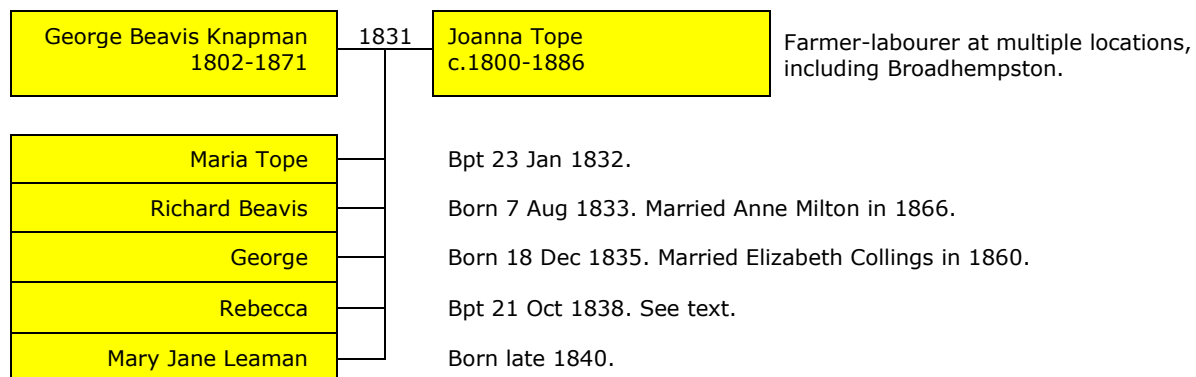 George Beavis Knapman
1802-1871
1831
Joanna Tope
c.1800-1886
Farmer-labourer at multiple locations,
including Broadhempston.
Maria Tope
Bpt 23 Jan 1832.
Richard Beavis
Born 7 Aug 1833. Married Anne Milton in 1866.
George
Born 18 Dec 1835. Married Elizabeth Collings in 1860.
Rebecca
Bpt 21 Oct 1838. See text.
Mary Jane Leaman
Born late 1840.